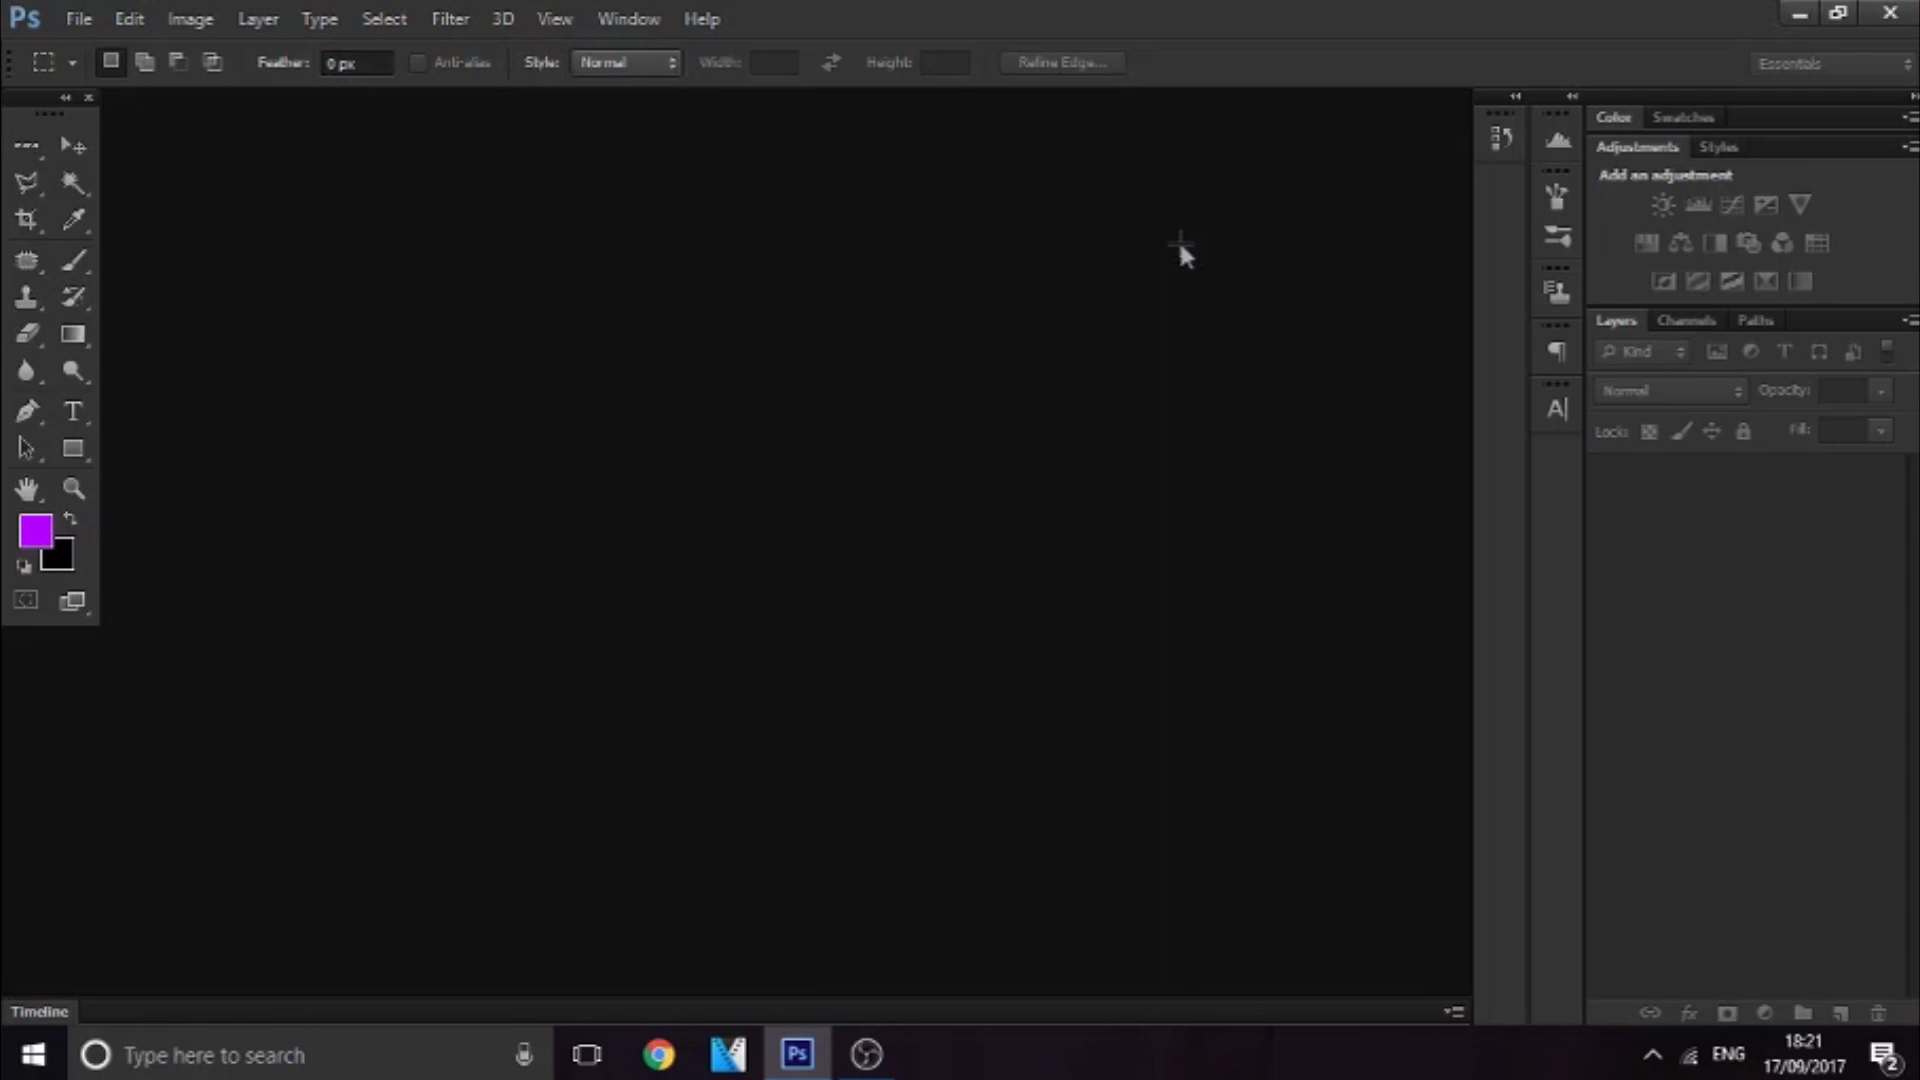 Ps File Edit Image Layer Type Select Filter 3D View Window Help
Feather: 0 px Anti-alias Style: Normal Width: Height: Refine Edge... Essentials
Color Swatches
Adjustments Styles
Add an adjustment
Layers Channels Paths
Kind
Normal Opacity:
Lock: Fill:
Timeline
Type here to search Ps ENG 18:21
17/09/2017
2